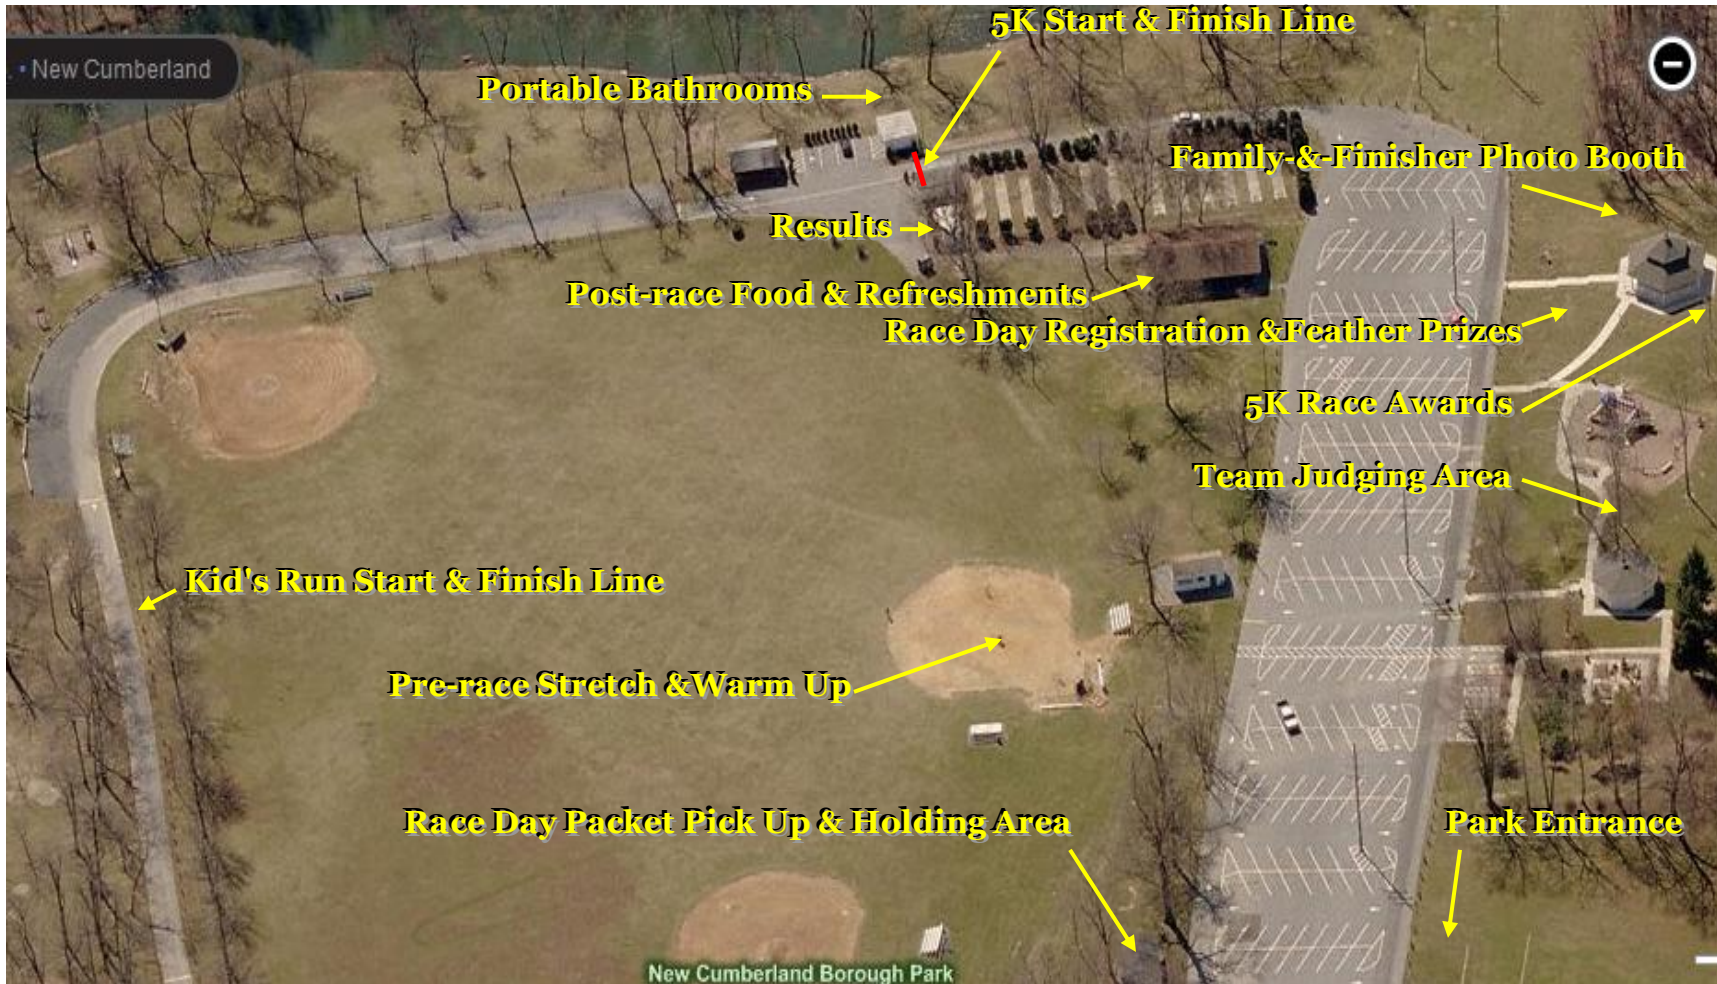 5K Start & Finish Line
• New Cumberland
Portable Bathrooms
Family-&-Finisher Photo Booth
Results
Post-race Food & Refreshments
Race Day Registration &Feather Prizes
5K Race Awards
Team Judging Area
Kid's Run Start & Finish Line
Pre-race Stretch &Warm Up
Race Day Packet Pick Up & Holding Area
Park Entrance
New Cumberland Borough Park